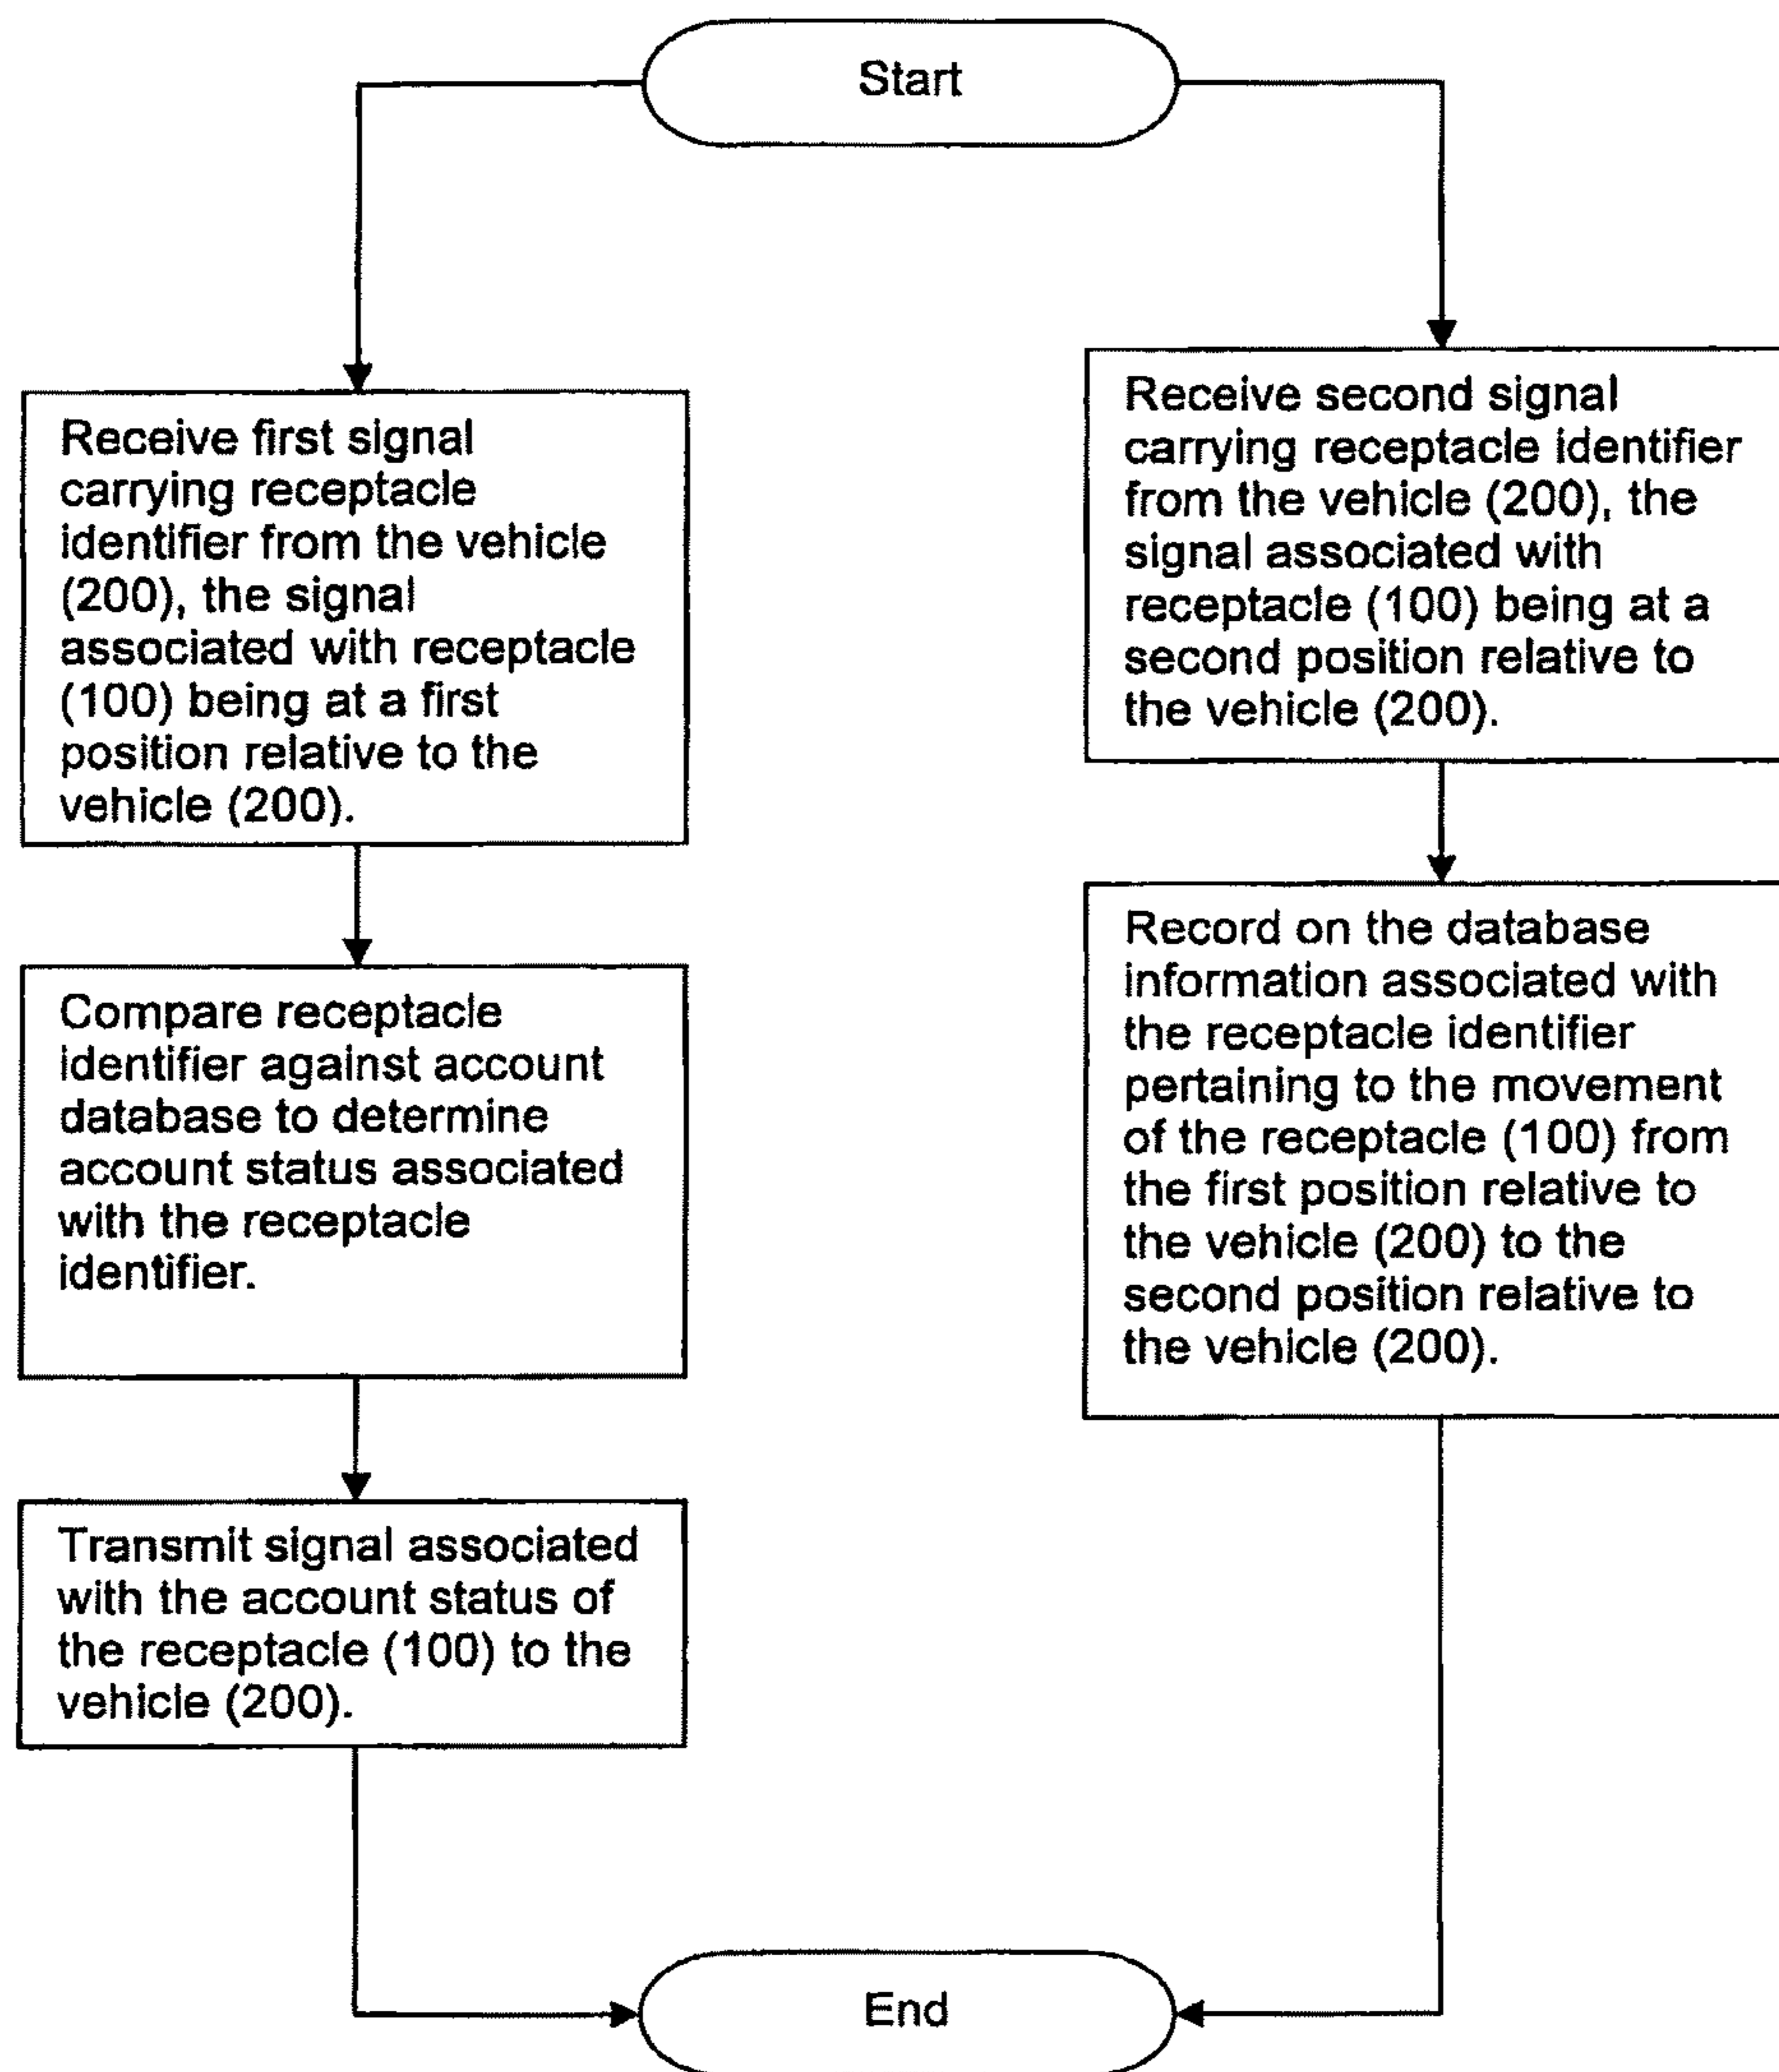 Start
Receive first signal
carrying receptacle
identifier from the vehicle
(200), the signal
associated with receptacle
(100) being at a first
position relative to the
vehicle (200).
Compare receptacle
identifier against account
database to determine
account status associated
with the receptacle
identifier.
Transmit signal associated
with the account status of
the receptacle (100) to the
vehicle (200).
Receive second signal
carrying receptacle identifier
from the vehicle (200), the
signal associated with
receptacle (100) being at a
second position relative to
the vehicle (200).
Record on the database
information associated with
the receptacle identifier
pertaining to the movement
of the receptacle (100) from
the first position relative to
the vehicle (200) to the
second position relative to
the vehicle (200).
End